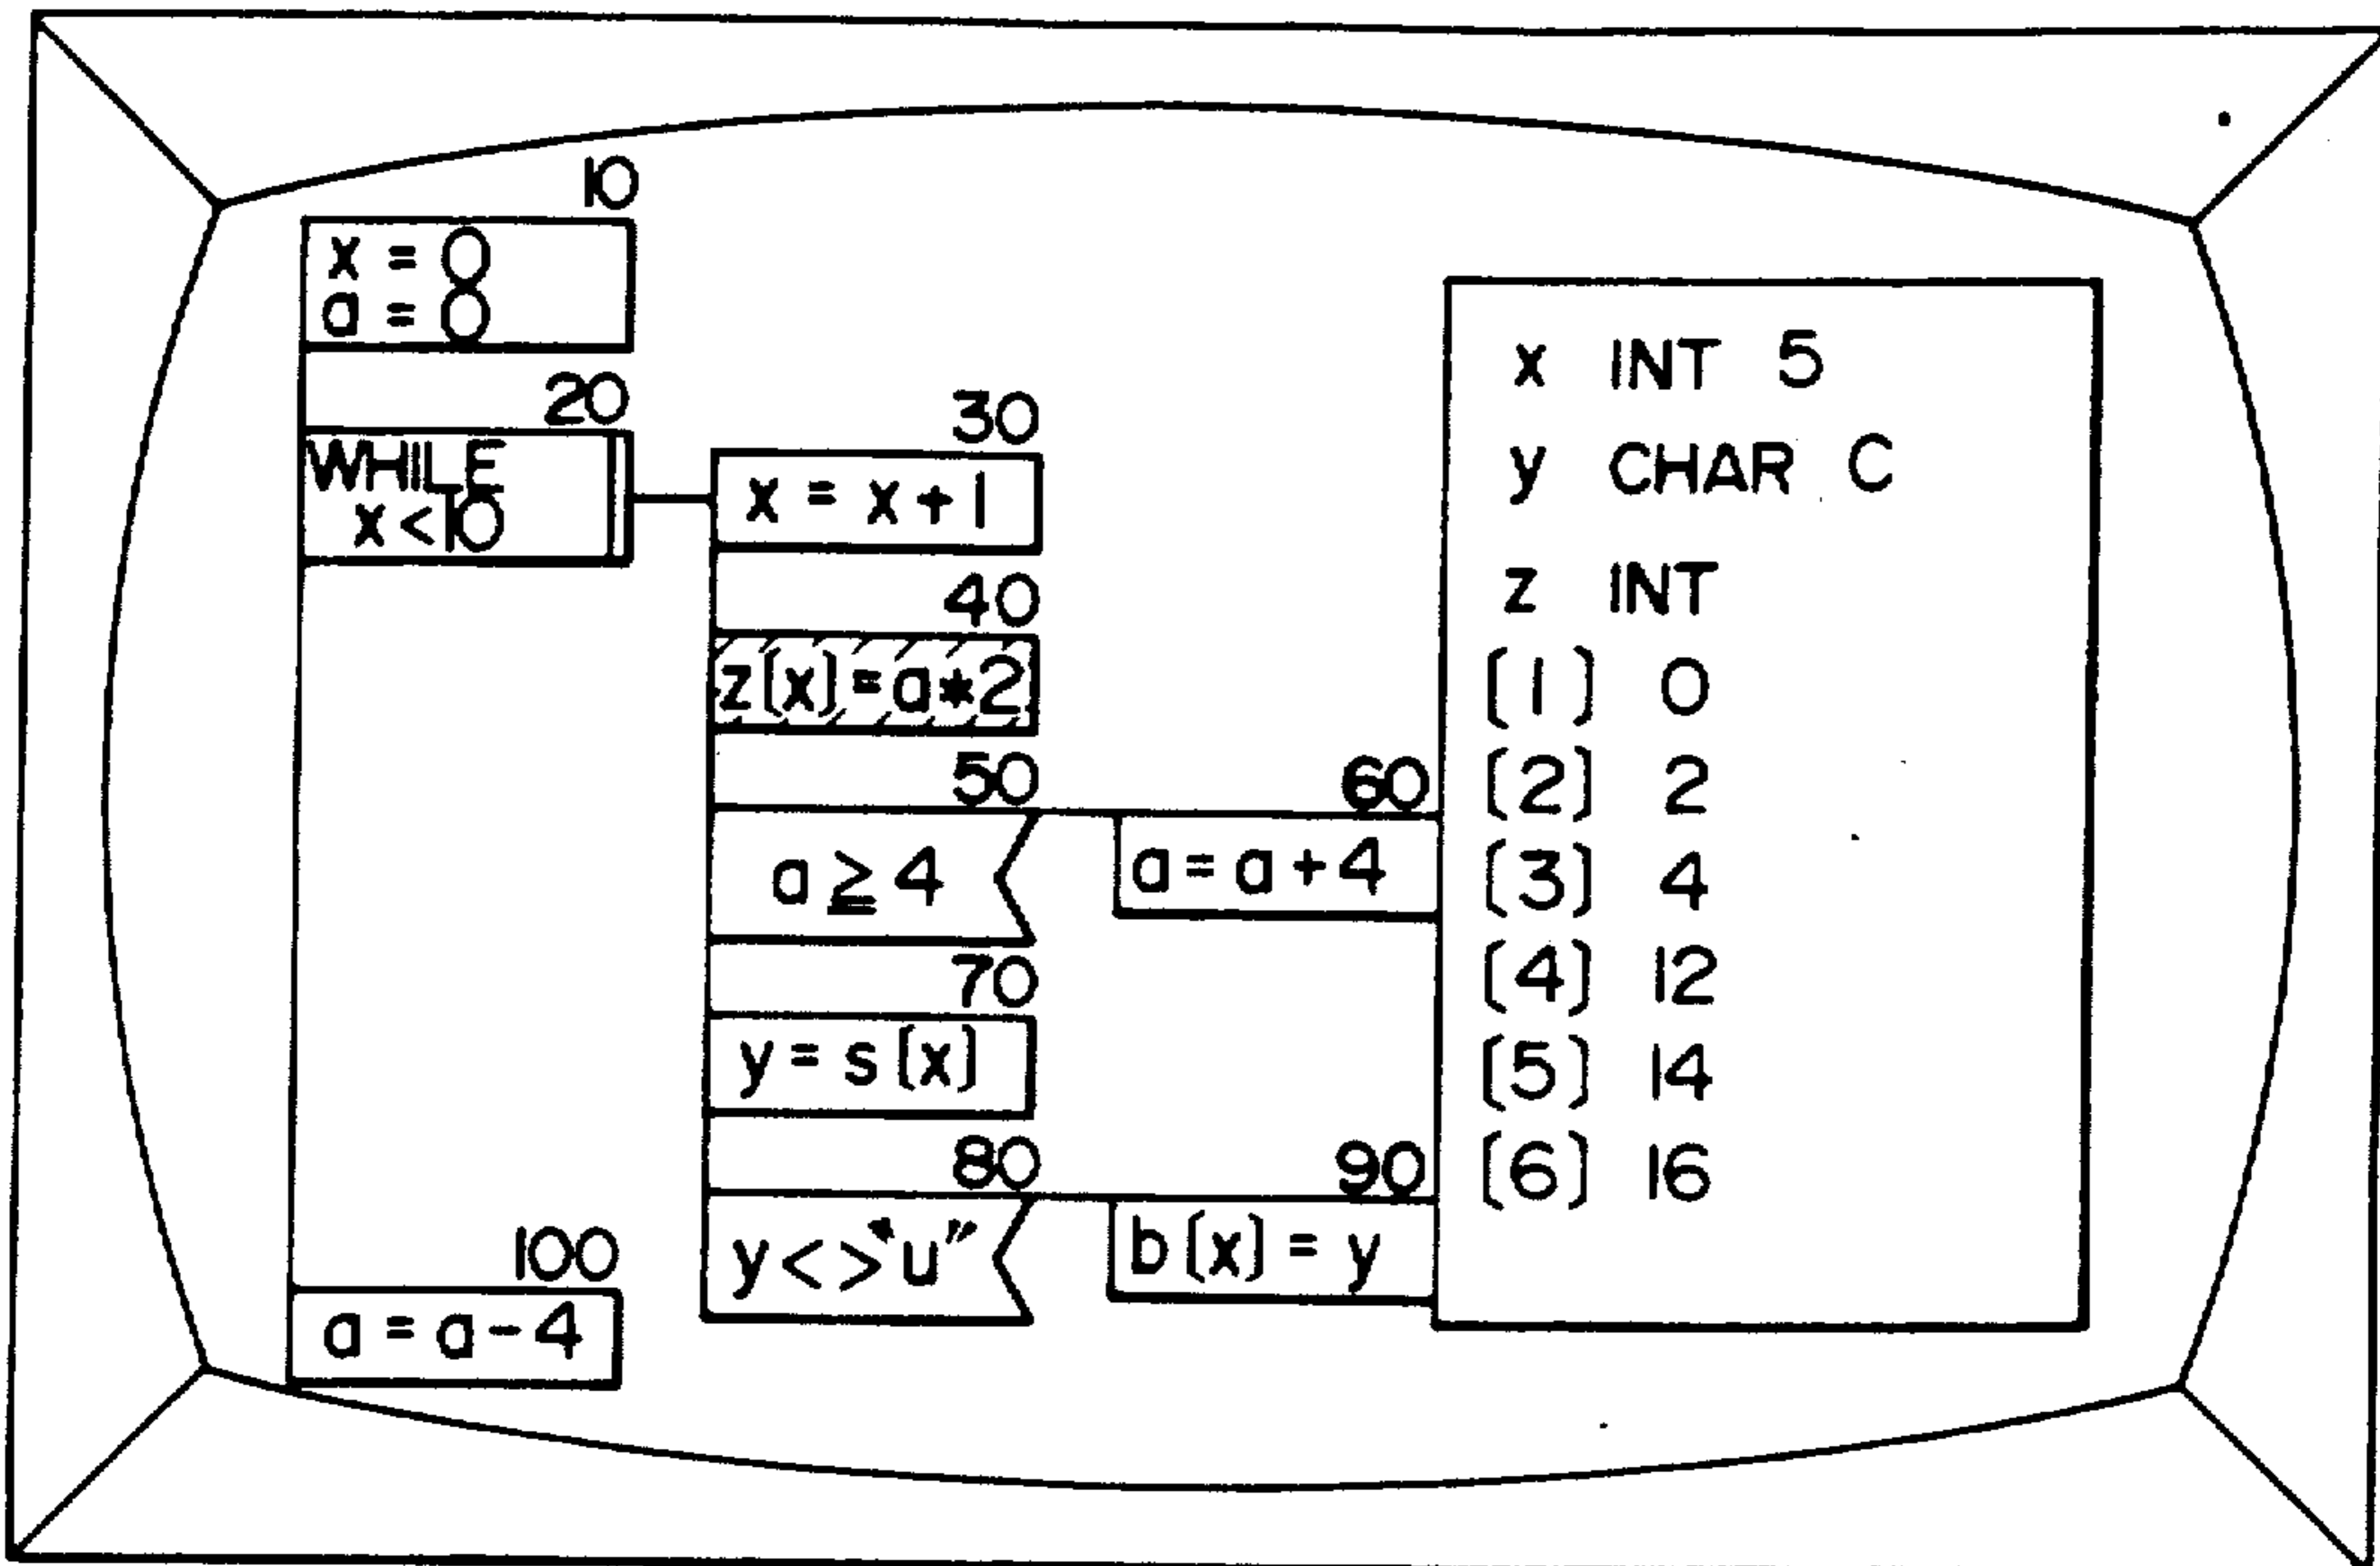 10
x = 0
a = 0
20
WHILE
x<10
30
x = x+1
40
z(x)=a*2
50
a ≥ 4
60
a = a+4
70
y= s(x)
80
y<>"u"
90
b(x) = y
100
a = a-4
x INT 5
y CHAR C
z INT
(1) 0
(2) 2
(3) 4
(4) 12
(5) 14
(6) 16